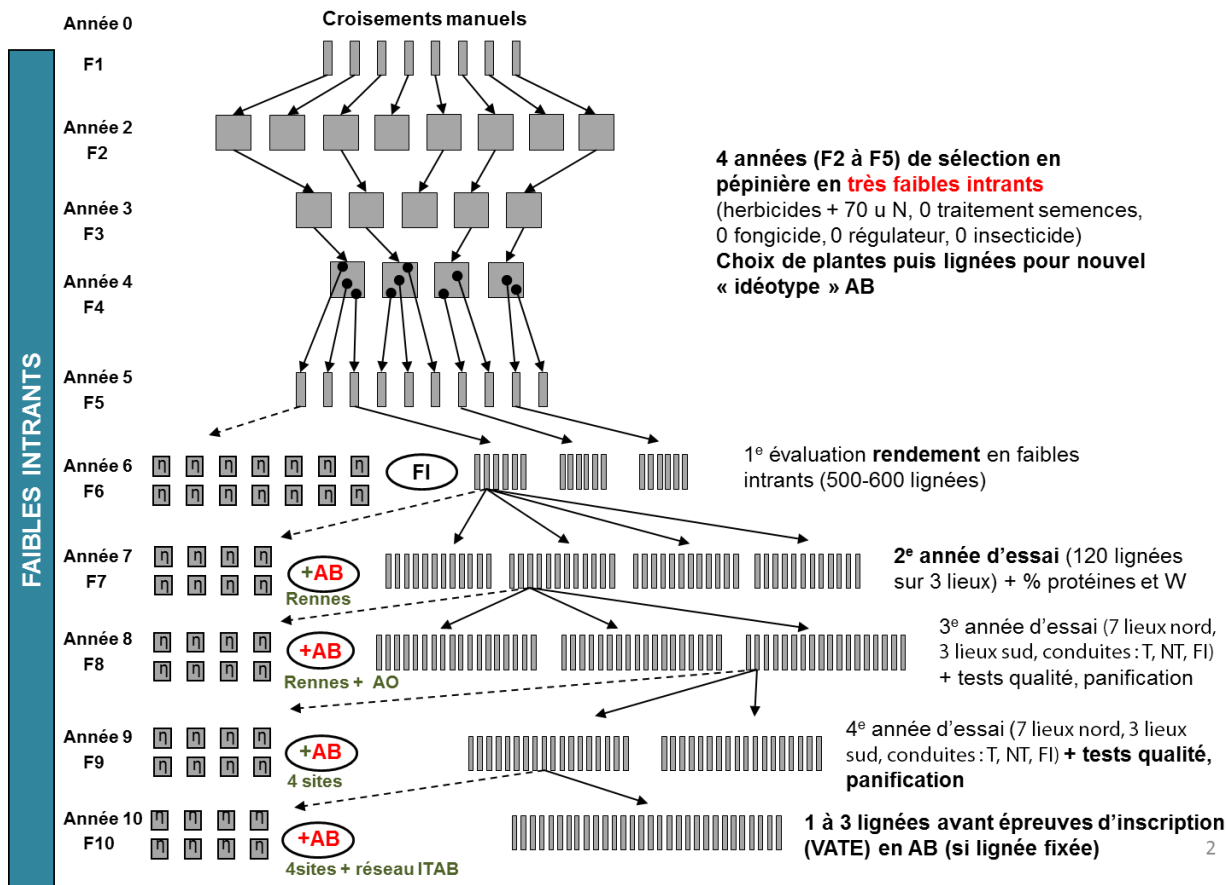 Année 0
Croisements manuels
F1
Année 2
F2
4 années (F2 à F5) de sélection en
pépinière en très faibles intrants
(herbicides + 70 u N, 0 traitement semences,
0 fongicide, 0 régulateur, 0 insecticide)
Choix de plantes puis lignées pour nouvel
« idéotype » AB
Année 3
F3
Année 4
F4
FAIBLES INTRANTS
Année 5
F5
Année 6
F6
η η η η η η η
η η η η η η η
FI
1e évaluation rendement en faibles
intrants (500-600 lignées)
Année 7
F7
η η η η
η η η η
+AB
Rennes
2e année d'essai (120 lignées
sur 3 lieux) + % protéines et W
Année 8
F8
η η η η
η η η η
+AB
Rennes + AO
3e année d'essai (7 lieux nord,
3 lieux sud, conduites : T, NT, FI)
+ tests qualité, panification
Année 9
F9
η η η η
η η η η
+AB
4 sites
4e année d'essai (7 lieux nord, 3 lieux
sud, conduites : T, NT, FI) + tests qualité,
panification
Année 10
F10
η η η η
η η η η
+AB
4sites + réseau ITAB
1 à 3 lignées avant épreuves d'inscription
(VATE) en AB (si lignée fixée)
2